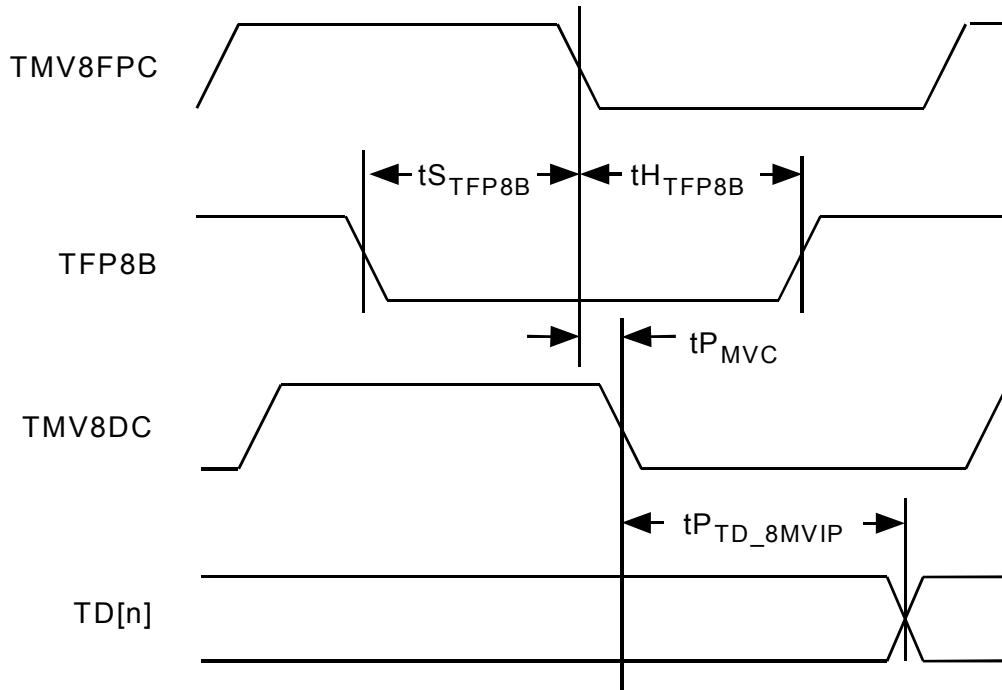 TMV8FPC
tS_TFP8B tH_TFP8B
TFP8B
tP_MVC
TMV8DC
tP_TD_8MVIP
TD[n]